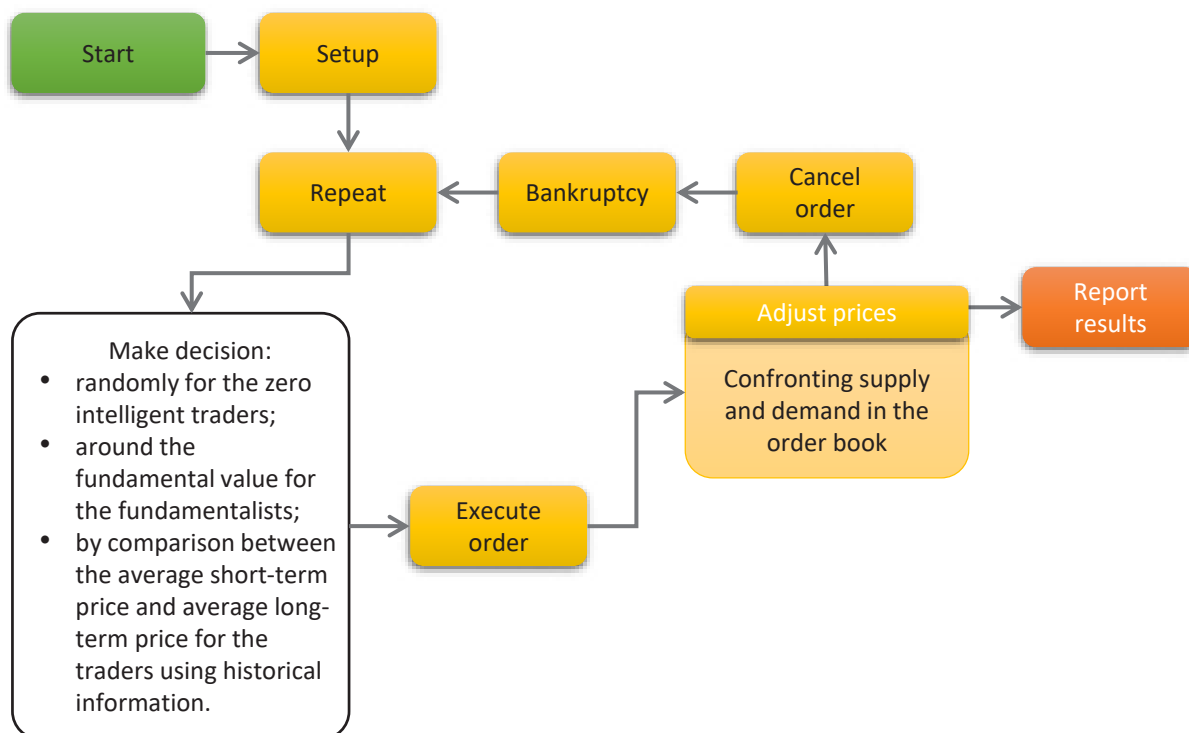 Start
Setup
Repeat
Bankruptcy
Cancel
order
Adjust prices
Report
results
Confronting supply
and demand in the
order book
Make decision:
• randomly for the zero
intelligent traders;
• around the
fundamental value for
the fundamentalists;
• by comparison between
the average short-term
price and average long-
term price for the
traders using historical
information.
Execute
order